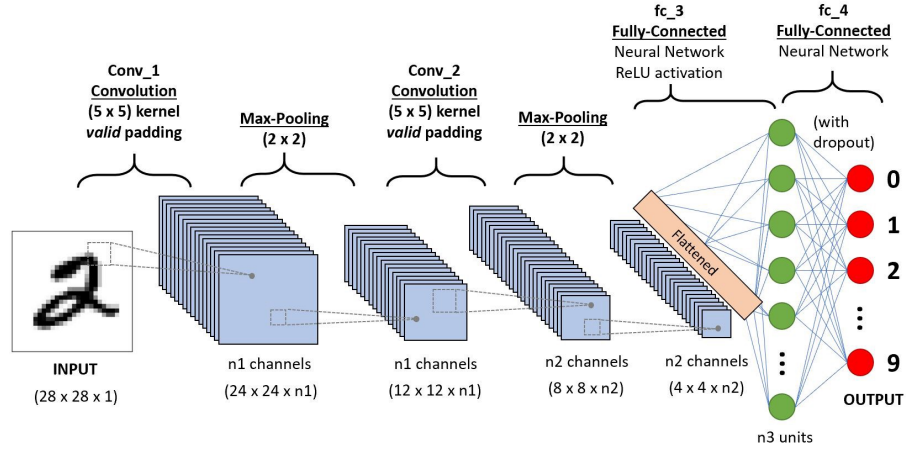 fc_3
Fully-Connected
Neural Network
ReLU activation
fc_4
Fully-Connected
Neural Network
Conv_1
Convolution
(5 x 5) kernel
valid padding
Max-Pooling
(2 x 2)
Conv_2
Convolution
(5 x 5) kernel
valid padding
Max-Pooling
(2 x 2)
(with
dropout)
Flattened
0
1
2
9
INPUT
(28 x 28 x 1)
n1 channels
(24 x 24 x n1)
n1 channels
(12 x 12 x n1)
n2 channels
(8 x 8 x n2)
n2 channels
(4 x 4 x n2)
OUTPUT
n3 units
2